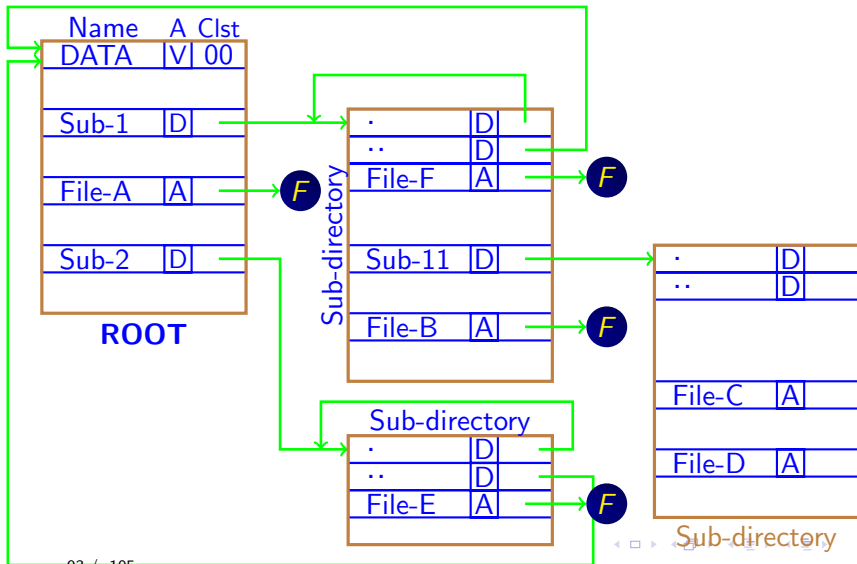 Name A Clst
DATA V 00
Sub-1 D
File-A A
Sub-2 D
ROOT
F
Sub-directory
. D
.. D
File-F A
Sub-11 D
File-B A
F
F
Sub-directory
. D
.. D
File-E A
F
. D
.. D
File-C A
File-D A
Sub-directory